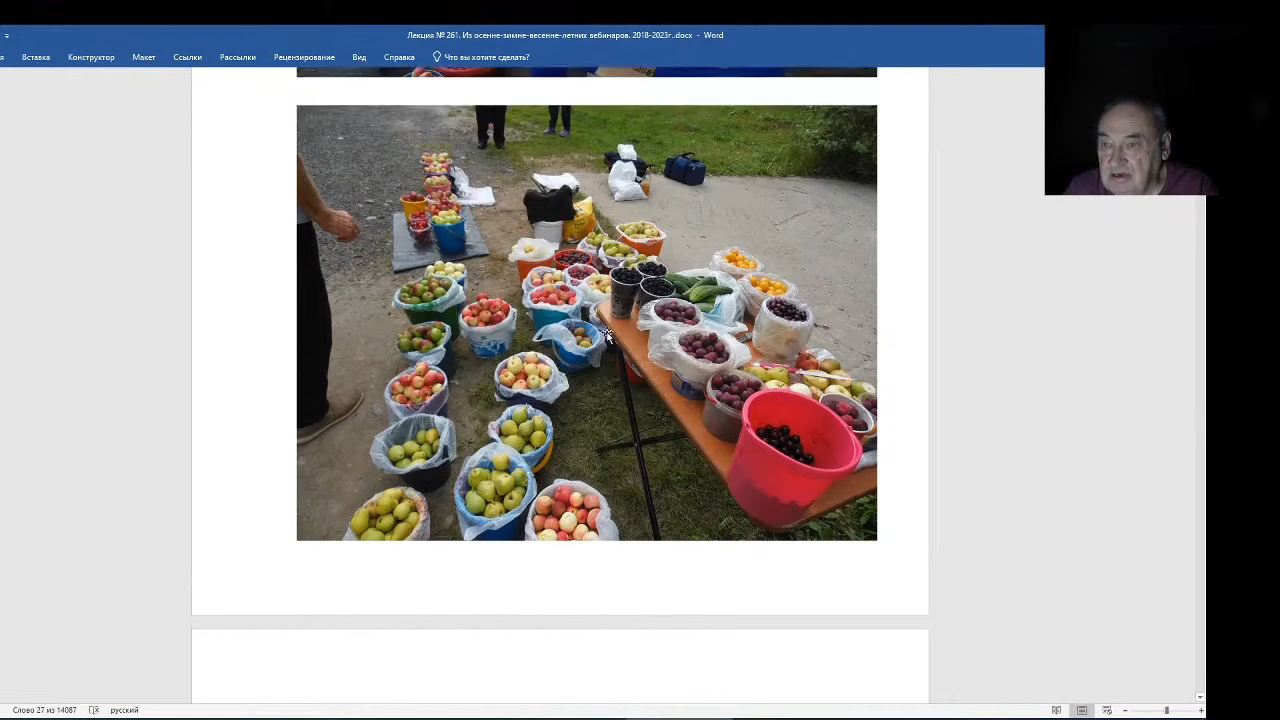 Лекция № 261. Из осенне-зимне-весенне-летних вебинаров. 2018-2023г..docx - Word
я Вставка Конструктор Макет Ссылки Рассылки Рецензирование Вид Справка Что вы хотите сделать?
Слово 27 из 14087 русский